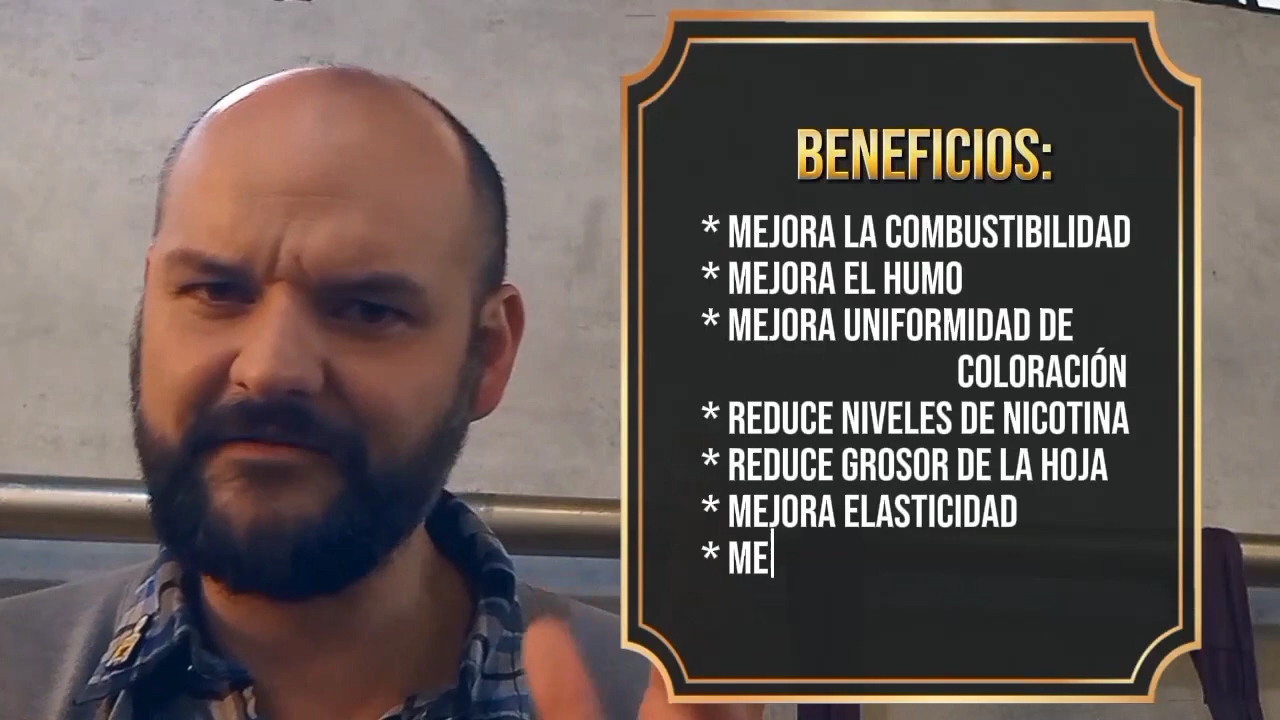 BENEFICIOS:
* MEJORA LA COMBUSTIBILIDAD
* MEJORA EL HUMO
* MEJORA UNIFORMIDAD DE
COLORACIÓN
* REDUCE NIVELES DE NICOTINA
* REDUCE GROSOR DE LA HOJA
* MEJORA ELASTICIDAD
* ME